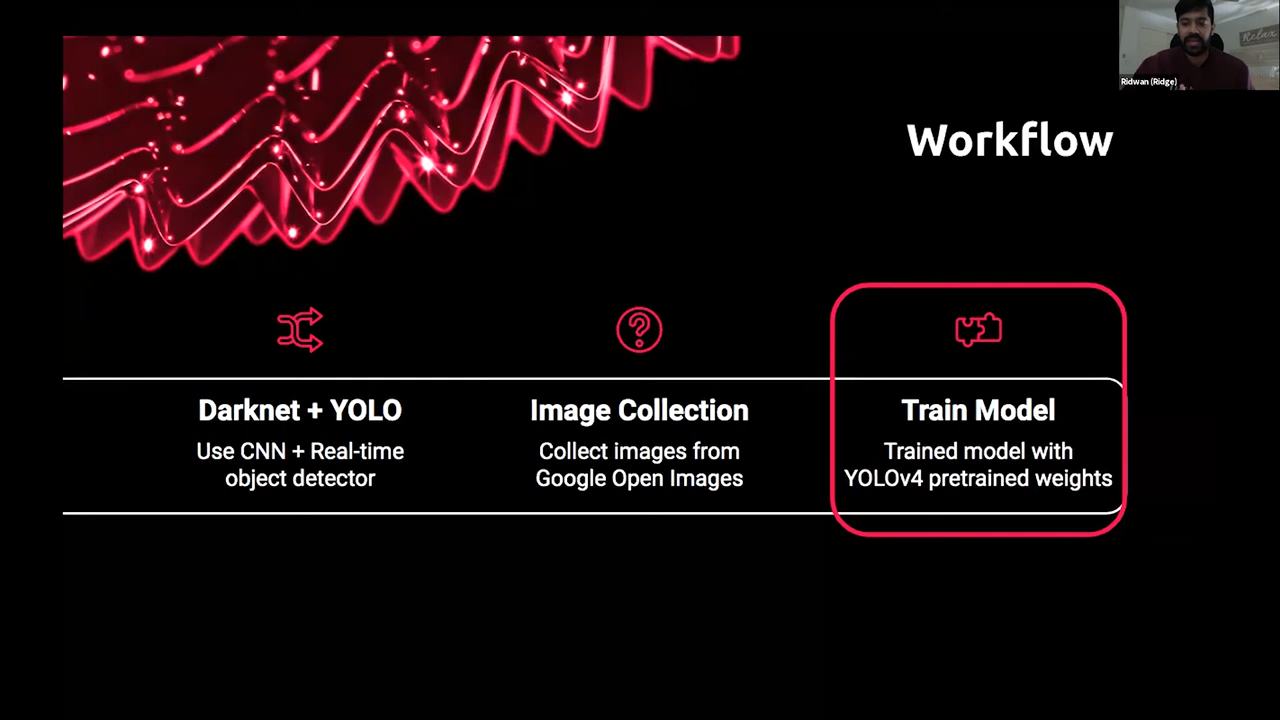 Relax
Ridwan (Ridge)
Workflow
Darknet + YOLO
Use CNN + Real-time
object detector
Image Collection
Collect images from
Google Open Images
Train Model
Trained model with
YOLOv4 pretrained weights